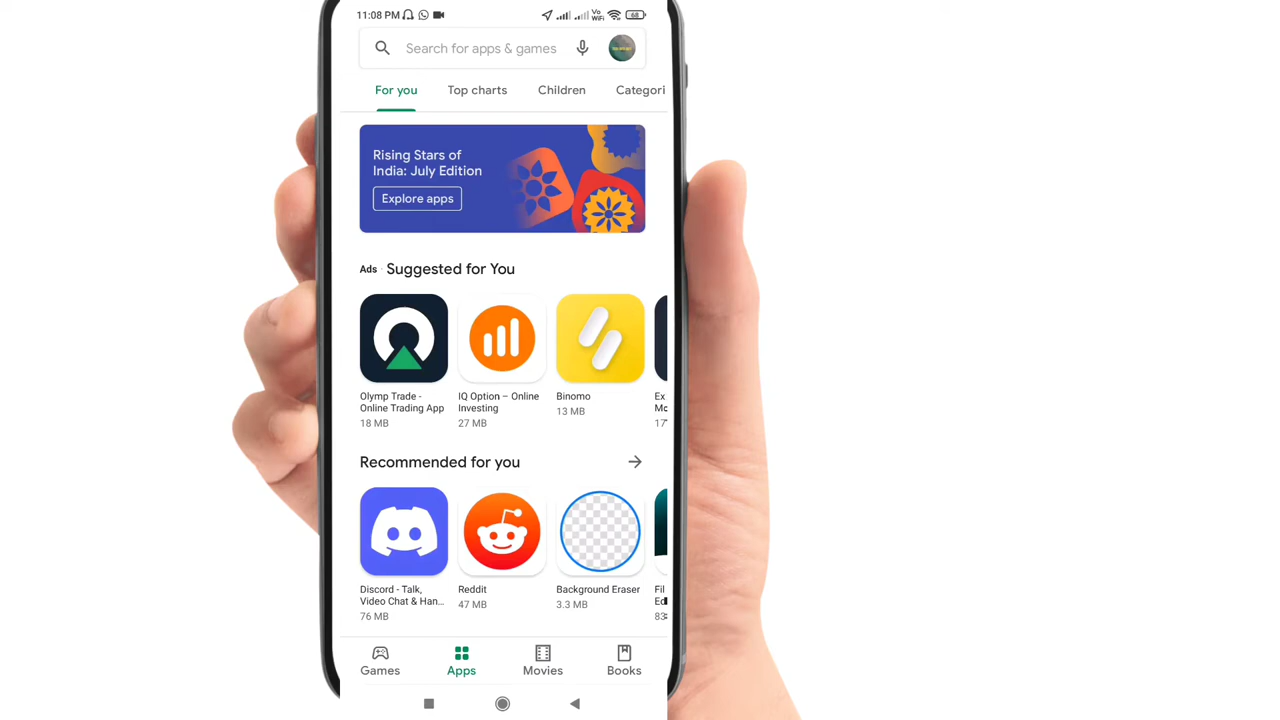 11:08 PM
Vo
WiFi
68
Search for apps & games
For you
Top charts
Children
Categori
Rising Stars of
India: July Edition
Explore apps
Ads · Suggested for You
Olymp Trade -
Online Trading App
18 MB
IQ Option – Online
Investing
27 MB
Binomo
13 MB
Ex
17
Recommended for you
Discord - Talk,
Video Chat & Han…
76 MB
Reddit
47 MB
Background Eraser
3.3 MB
Fil
83
Games
Apps
Movies
Books